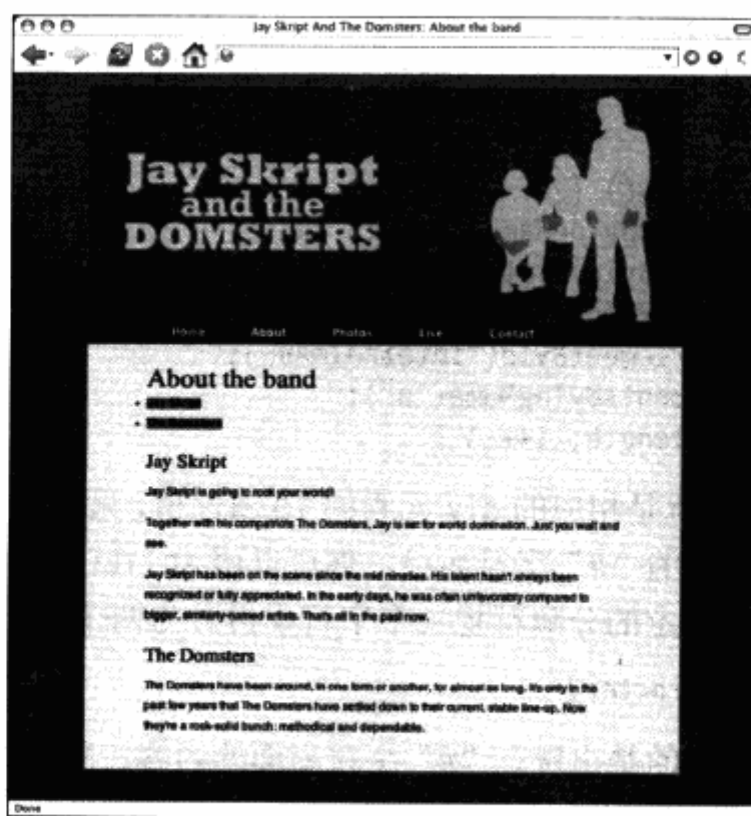 Jay Skript And The Domsters: About the band
Jay Skript
and the
DOMSTERS
Home About Photos Live Contact
About the band
Jay Skript
The Domsters
Jay Skript
Jay Skript is going to rock your world!
Together with his compatriots The Domsters, Jay is set for world domination. Just you wait and
see.
Jay Skript has been on the scene since the mid nineties. His talent hasn't always been
recognized or fully appreciated. In the early days, he was often unfavorably compared to
bigger, similarly-named artists. That's all in the past now.
The Domsters
The Domsters have been around, in one form or another, for almost as long. It's only in the
past few years that The Domsters have settled down to their current, stable line-up. Now
they're a rock-solid bunch: methodical and dependable.
Done